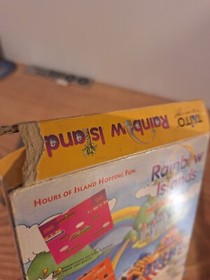 TAITO Rainbow Island
HOURS OF ISLAND HOPPING FUN.
Rainbow
Islands